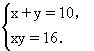 x + y = 10,
xy = 16.